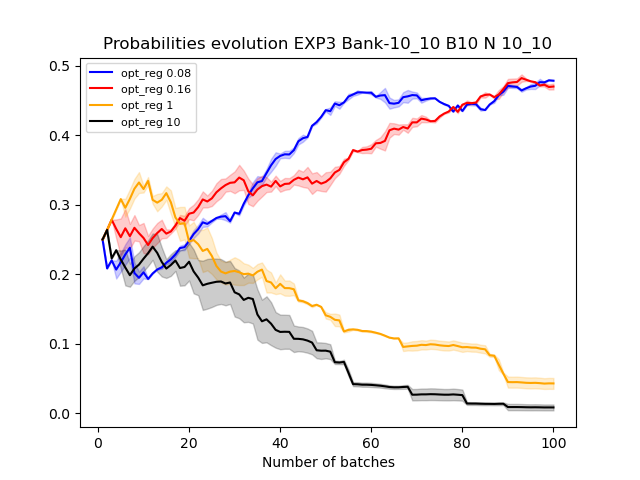 Probabilities evolution EXP3 Bank-10_10 B10 N 10_10
opt_reg 0.08
opt_reg 0.16
opt_reg 1
opt_reg 10
0.5
0.4
0.3
0.2
0.1
0.0
0 20 40 60 80 100
Number of batches